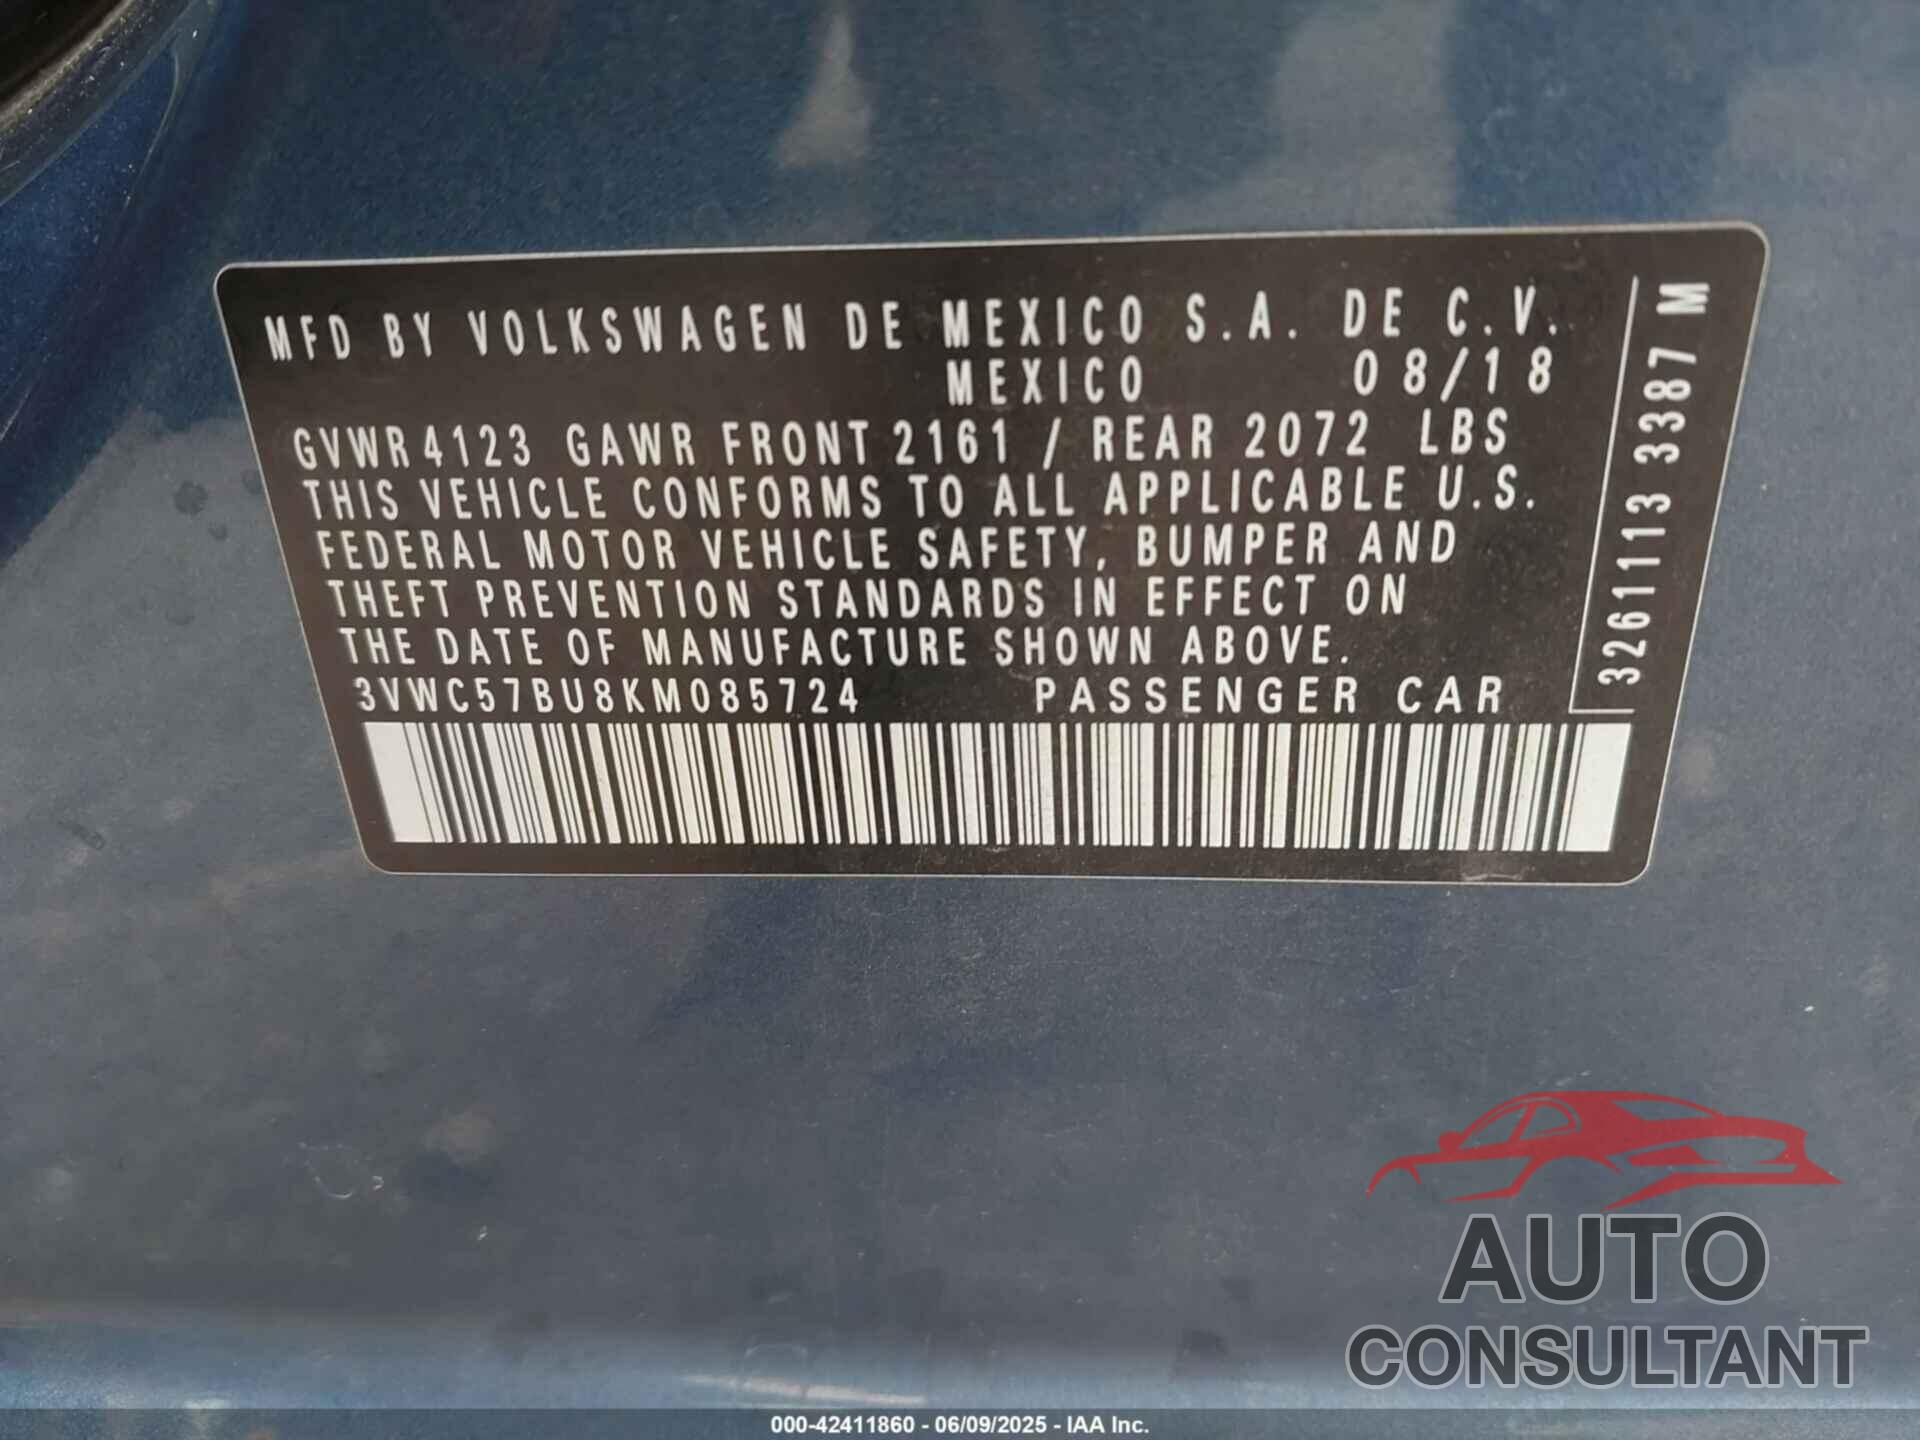 MFD BY VOLKSWAGEN DE MEXICO S.A. DE C.V.
MEXICO 08/18
GVWR 4123 GAWR FRONT 2161 / REAR 2072 LBS
THIS VEHICLE CONFORMS TO ALL APPLICABLE U.S.
FEDERAL MOTOR VEHICLE SAFETY, BUMPER AND
THEFT PREVENTION STANDARDS IN EFFECT ON
THE DATE OF MANUFACTURE SHOWN ABOVE.
3VWC57BU8KM085724 PASSENGER CAR
3261113 3387 M
AUTO
CONSULTANT
000-42411860 - 06/09/2025 - IAA Inc.